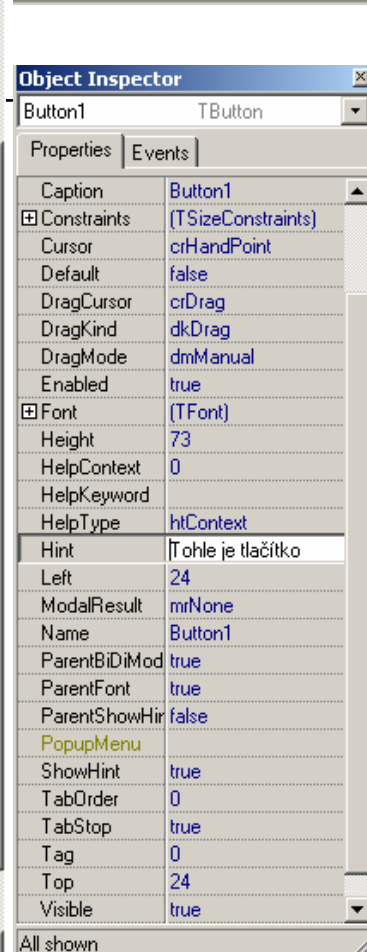 Object Inspector
Button1 TButton
Properties Events
Caption Button1
Constraints (TSizeConstraints)
Cursor crHandPoint
Default false
DragCursor crDrag
DragKind dkDrag
DragMode dmManual
Enabled true
Font (TFont)
Height 73
HelpContext 0
HelpKeyword
HelpType htContext
Hint Tohle je tlačítko
Left 24
ModalResult mrNone
Name Button1
ParentBiDiMod true
ParentFont true
ParentShowHir false
PopupMenu
ShowHint true
TabOrder 0
TabStop true
Tag 0
Top 24
Visible true
All shown